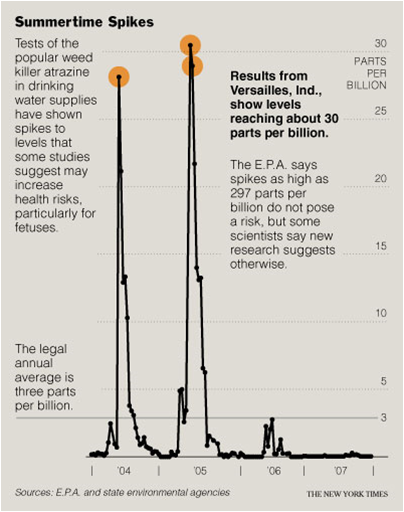 Summertime Spikes
Tests of the
popular weed
killer atrazine
in drinking
water supplies
have shown
spikes to
levels that
some studies
suggest may
increase
health risks,
particularly for
fetuses.
The legal
annual
average is
three parts
per billion.
Results from
Versailles, Ind.,
show levels
reaching about 30
parts per billion.
The E.P.A. says
spikes as high as
297 parts per
billion do not pose
a risk, but some
scientists say new
research suggests
otherwise.
30
PARTS
PER
BILLION
25
20
15
10
5
3
'04
'05
'06
'07
Sources: E.P.A. and state environmental agencies
THE NEW YORK TIMES